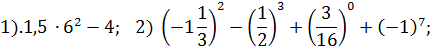 1).1,5 · 6² − 4;   2) (−1 1/3)² − (1/2)³ + (3/16)⁰ + (−1)⁷;